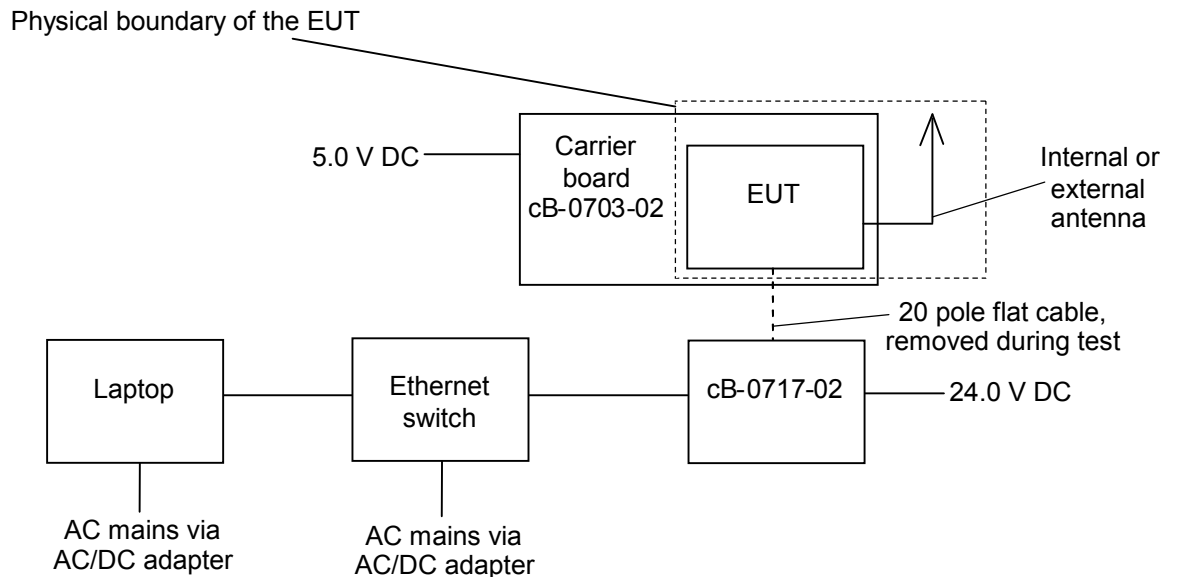 Physical boundary of the EUT
5.0 V DC
Carrier
board
cB-0703-02
EUT
Internal or
external
antenna
20 pole flat cable,
removed during test
Laptop
Ethernet
switch
cB-0717-02
24.0 V DC
AC mains via
AC/DC adapter
AC mains via
AC/DC adapter